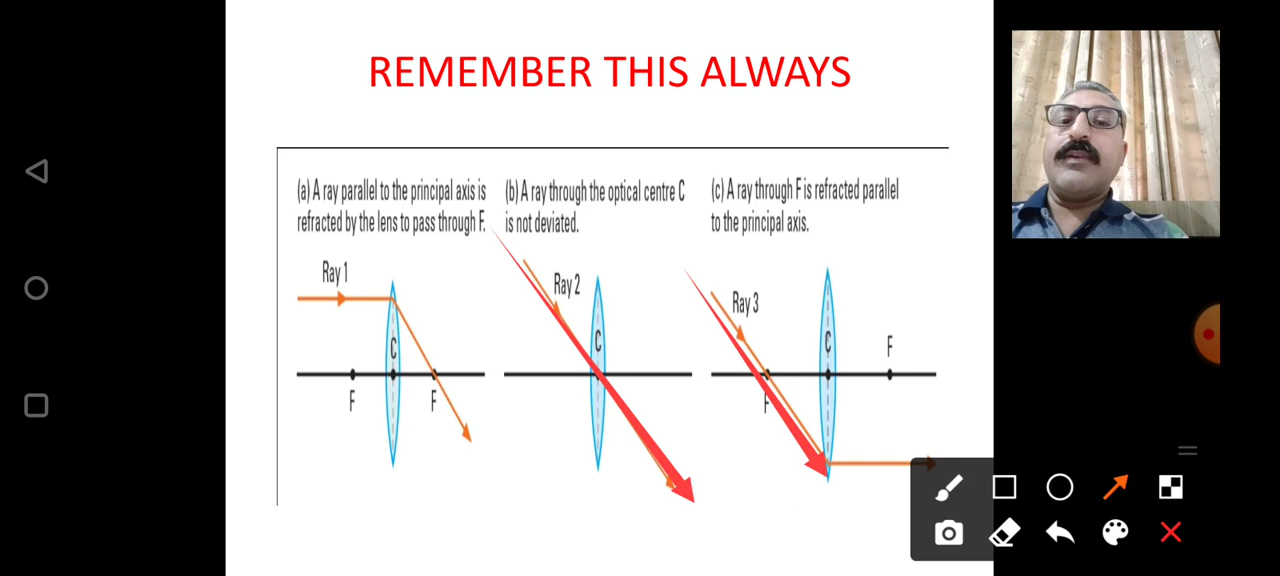 REMEMBER THIS ALWAYS
(a) A ray parallel to the principal axis is
refracted by the lens to pass through F.
(b) A ray through the optical centre C
is not deviated.
(c) A ray through F is refracted parallel
to the principal axis.
Ray 1
C
F
F
Ray 2
C
Ray 3
C
F
F